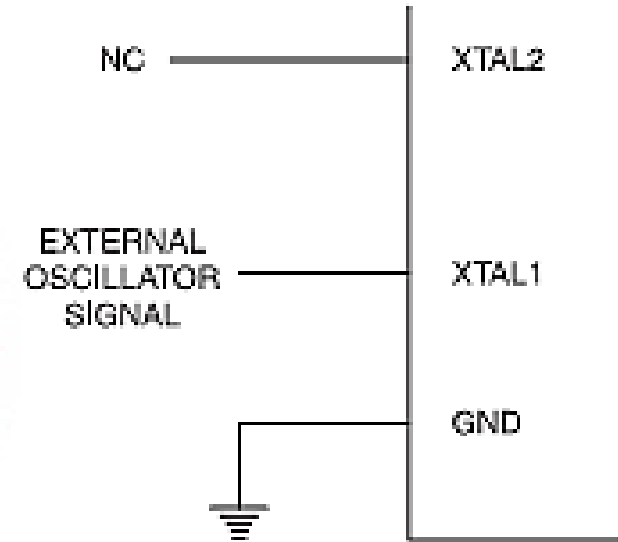 NC
XTAL2
EXTERNAL
OSCILLATOR
SIGNAL
XTAL1
GND